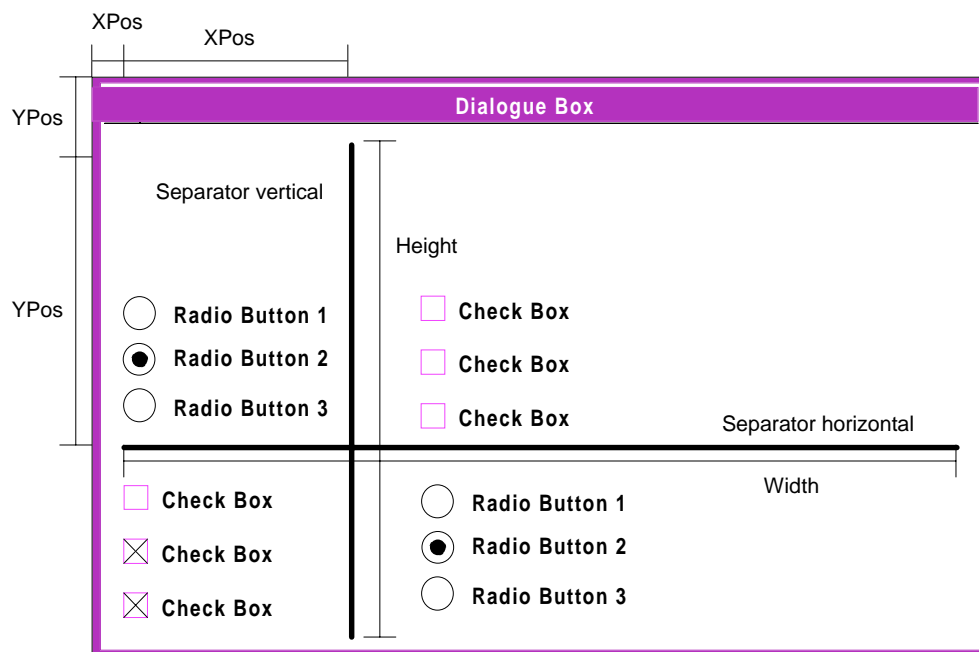 XPos
XPos
Dialogue Box
YPos
Separator vertical
Height
YPos
Radio Button 1
Check Box
Radio Button 2
Check Box
Radio Button 3
Check Box
Separator horizontal
Width
Check Box
Radio Button 1
Check Box
Radio Button 2
Check Box
Radio Button 3